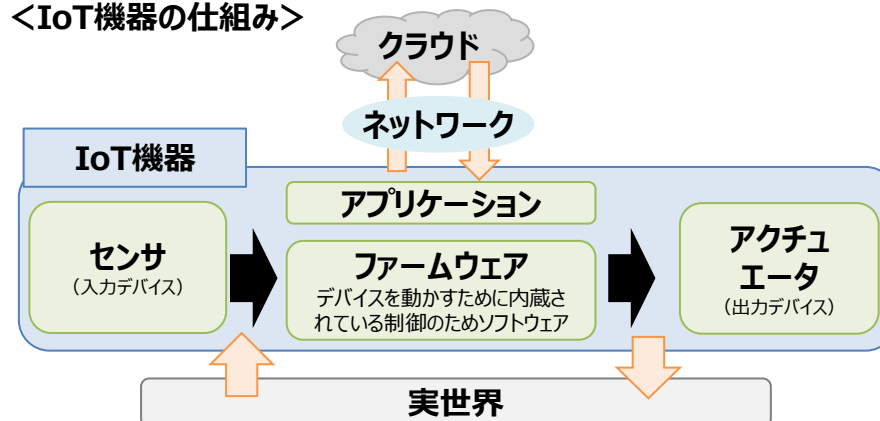 ＜IoT機器の仕組み＞
クラウド
ネットワーク
IoT機器
アプリケーション
センサ
（入力デバイス）
ファームウェア
デバイスを動かすために内蔵さ
れている制御のためソフトウェア
アクチュ
エータ
（出力デバイス）
実世界